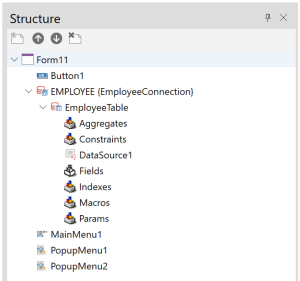 Structure
Form11
Button1
EMPLOYEE (EmployeeConnection)
EmployeeTable
Aggregates
Constraints
DataSource1
Fields
Indexes
Macros
Params
MainMenu1
PopupMenu1
PopupMenu2